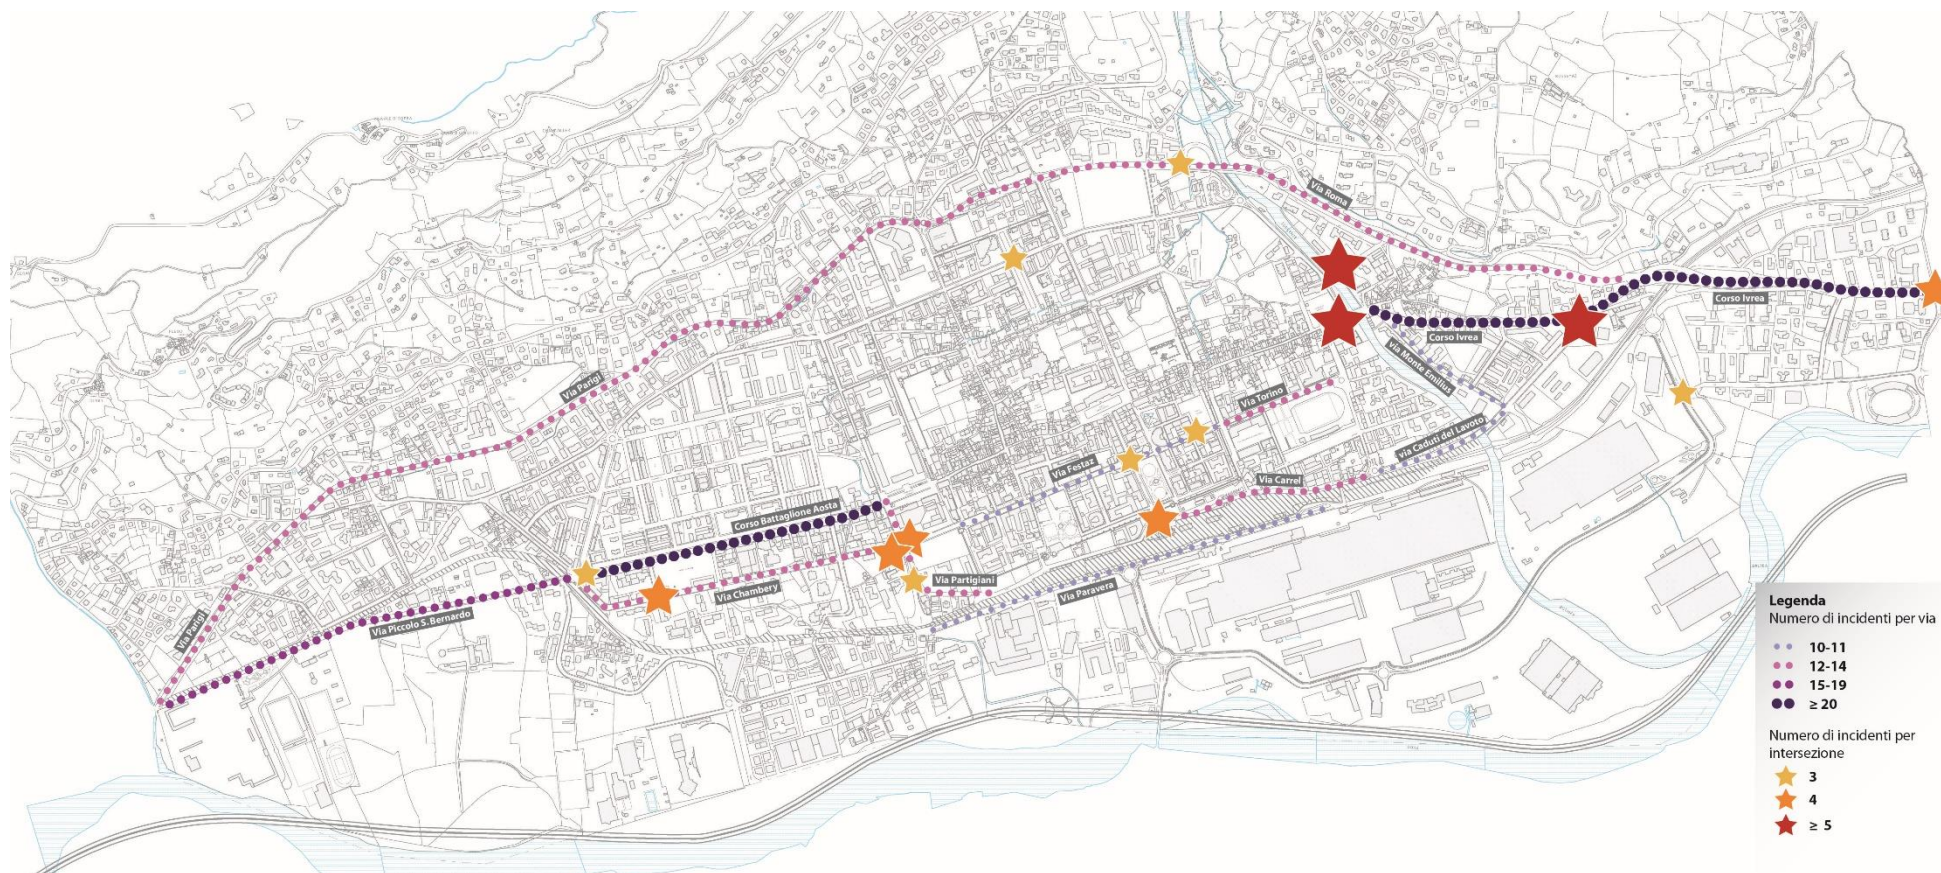 Via Roma
Corso Ivrea
Corso Ivrea
via Monte Emilius
Via Parigi
Via Torino
via Caduti del Lavoto
Via Festaz
Via Carrel
Corso Battaglione Aosta
Via Partigiani
Via Chambery
Via Paravera
Via Parigi
Via Piccolo S. Bernardo
Legenda
Numero di incidenti per via
10-11
12-14
15-19
≥ 20
Numero di incidenti per
intersezione
3
4
≥ 5